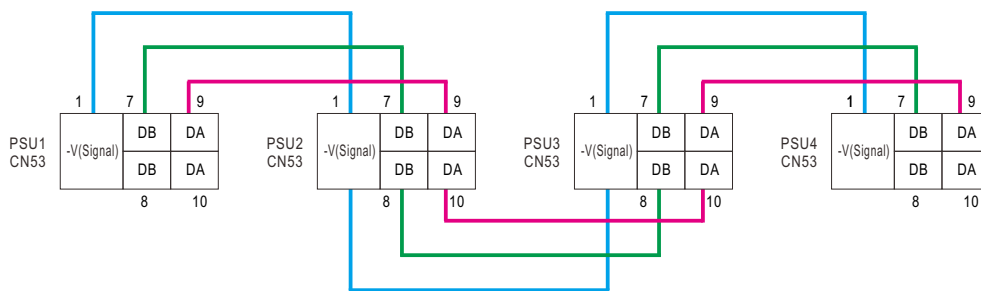 1 7 9 1 7 9 1 7 9 1 7 9
PSU1
CN53
-V(Signal)
DB DA
DB DA
PSU2
CN53
-V(Signal)
DB DA
DB DA
PSU3
CN53
-V(Signal)
DB DA
DB DA
PSU4
CN53
-V(Signal)
DB DA
DB DA
8 10 8 10 8 10 8 10